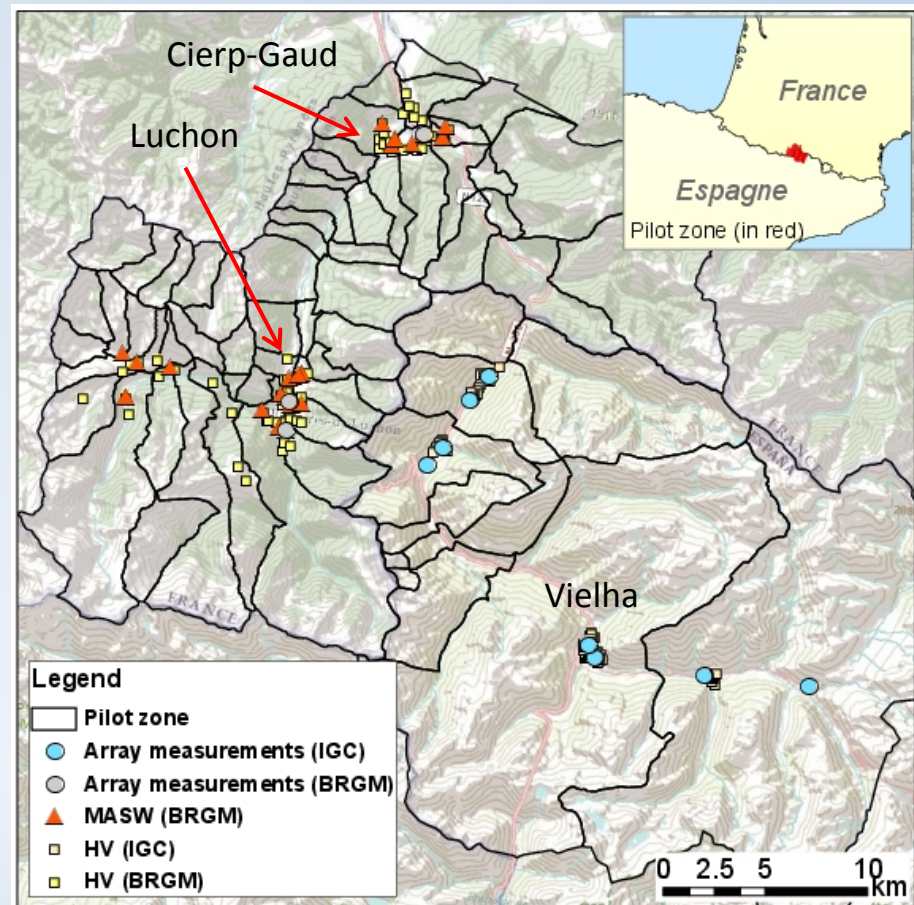 Cierp-Gaud
Luchon
France
Espagne
Pilot zone (in red)
FRANCE
ESPAÑA
FRANCE
Vielha
Legend
Pilot zone
Array measurements (IGC)
Array measurements (BRGM)
MASW (BRGM)
HV (IGC)
HV (BRGM)
0 2.5 5 10
km